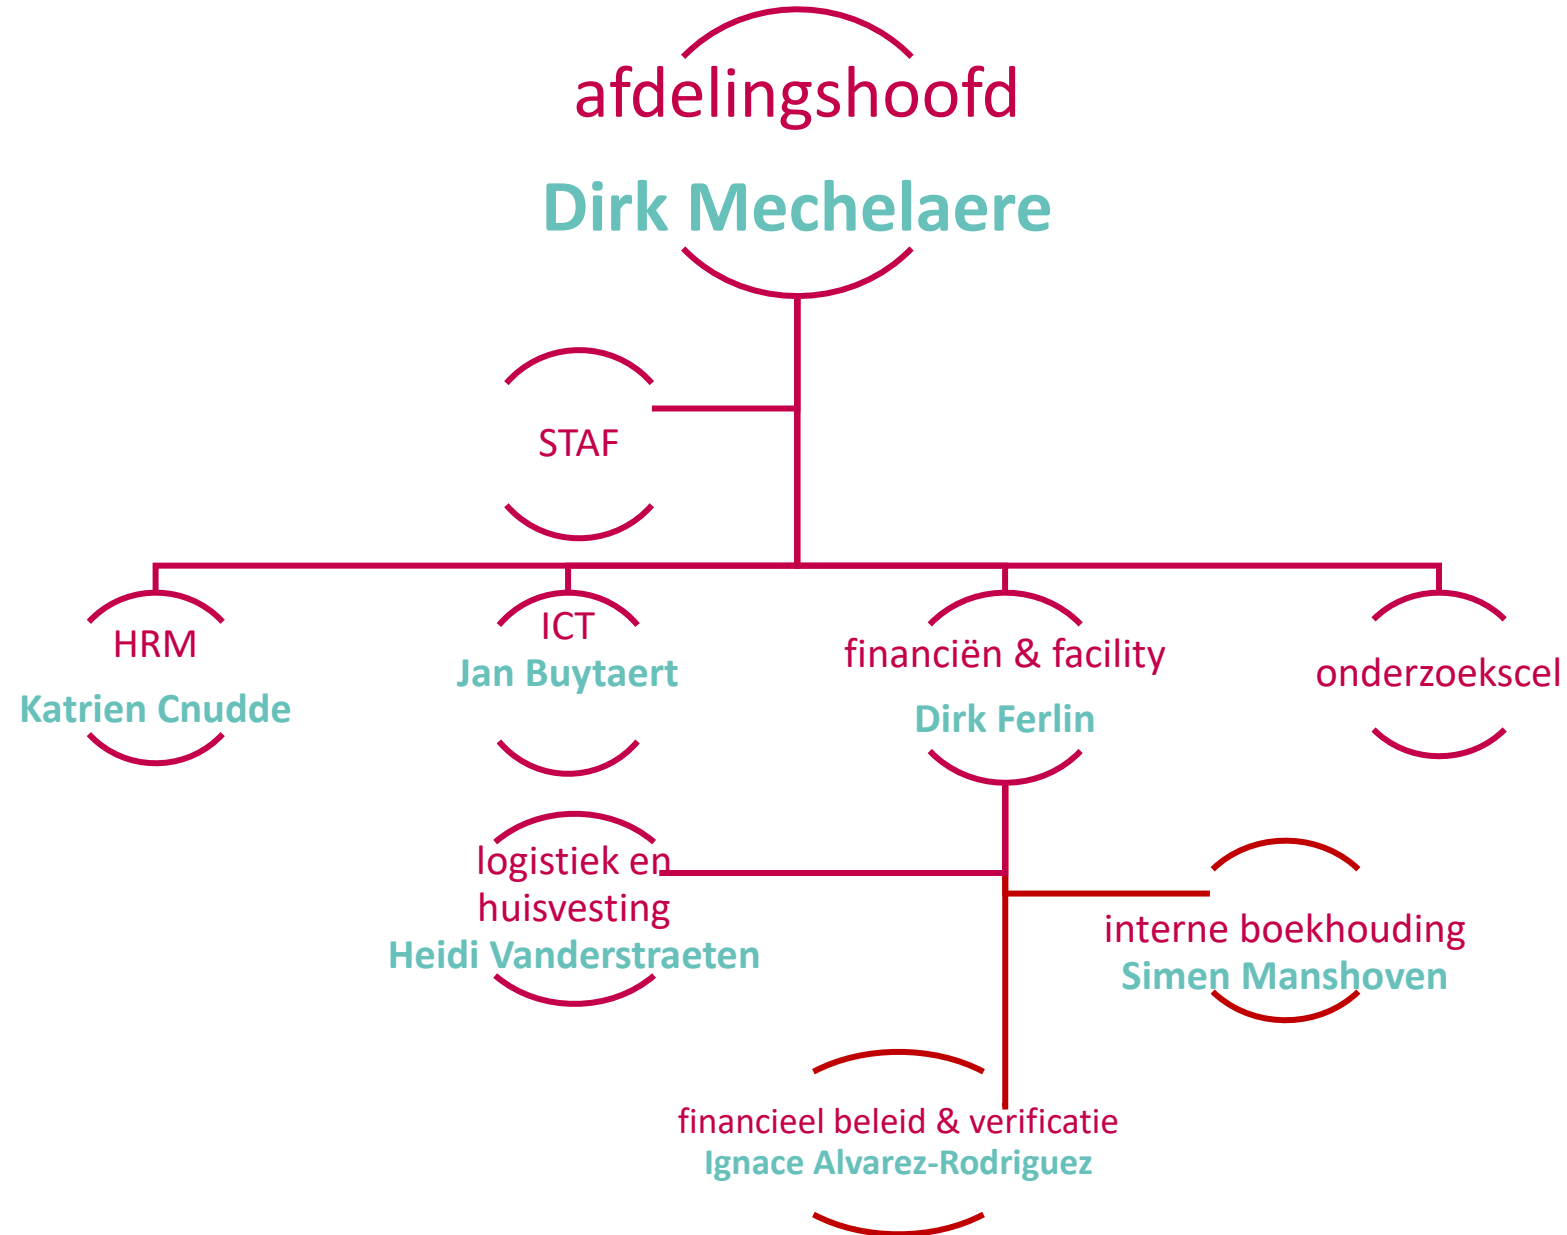 afdelingshoofd
Dirk Mechelaere
STAF
HRM
Katrien Cnudde
ICT
Jan Buytaert
financiën & facility
Dirk Ferlin
onderzoekscel
logistiek en
huisvesting
Heidi Vanderstraeten
interne boekhouding
Simen Manshoven
financieel beleid & verificatie
Ignace Alvarez-Rodriguez